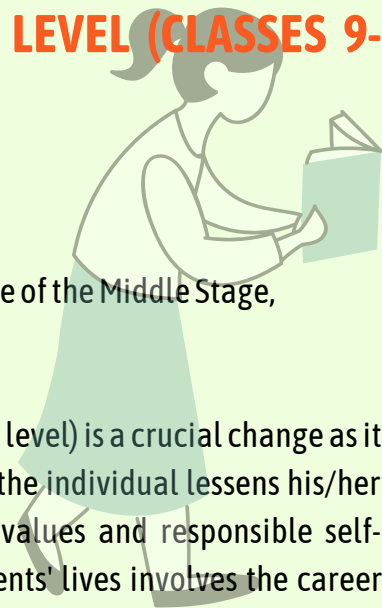 LEVEL (CLASSES 9-
e of the Middle Stage,
level) is a crucial change as it
the individual lessens his/her
values and responsible self-
ents' lives involves the career